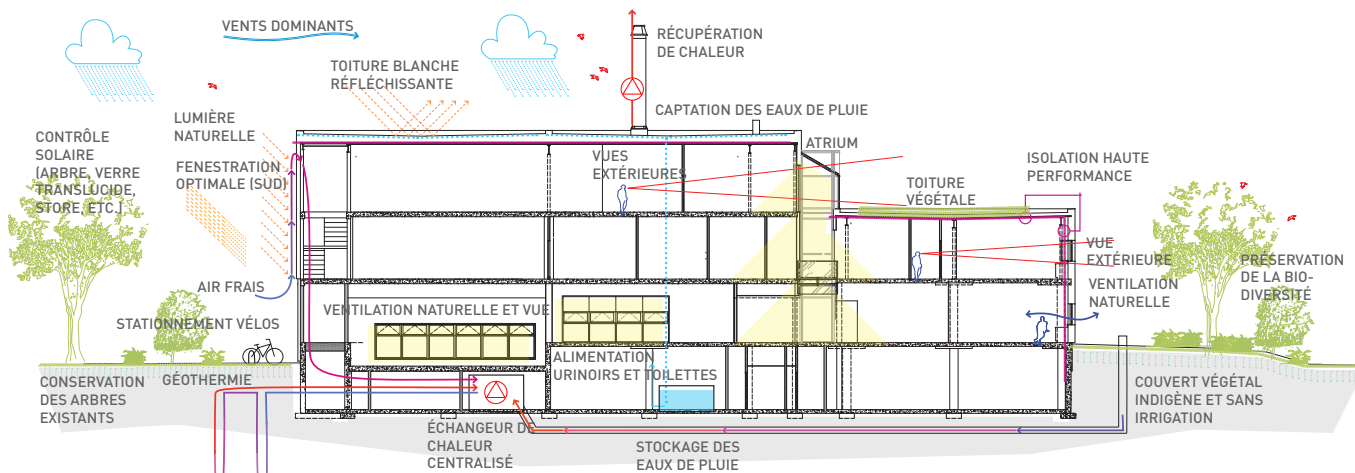 VENTS DOMINANTS
RÉCUPÉRATION
DE CHALEUR
TOITURE BLANCHE
RÉFLÉCHISSANTE
CAPTATION DES EAUX DE PLUIE
LUMIÈRE
NATURELLE
CONTRÔLE
SOLAIRE
(ARBRE, VERRE
TRANSLUCIDE,
STORE, ETC.)
FENESTRATION
OPTIMALE (SUD)
VUES
EXTÉRIEURES
ATRIUM
ISOLATION HAUTE
PERFORMANCE
TOITURE
VÉGÉTALE
VUE
EXTÉRIEURE
PRÉSERVATION
DE LA BIO-
DIVERSITÉ
VENTILATION
NATURELLE
AIR FRAIS
STATIONNEMENT VÉLOS
VENTILATION NATURELLE ET VUE
ALIMENTATION
URINOIRS ET TOILETTES
GÉOTHERMIE
CONSERVATION
DES ARBRES
EXISTANTS
COUVERT VÉGÉTAL
INDIGÈNE ET SANS
IRRIGATION
ÉCHANGEUR DE
CHALEUR
CENTRALISÉ
STOCKAGE DES
EAUX DE PLUIE